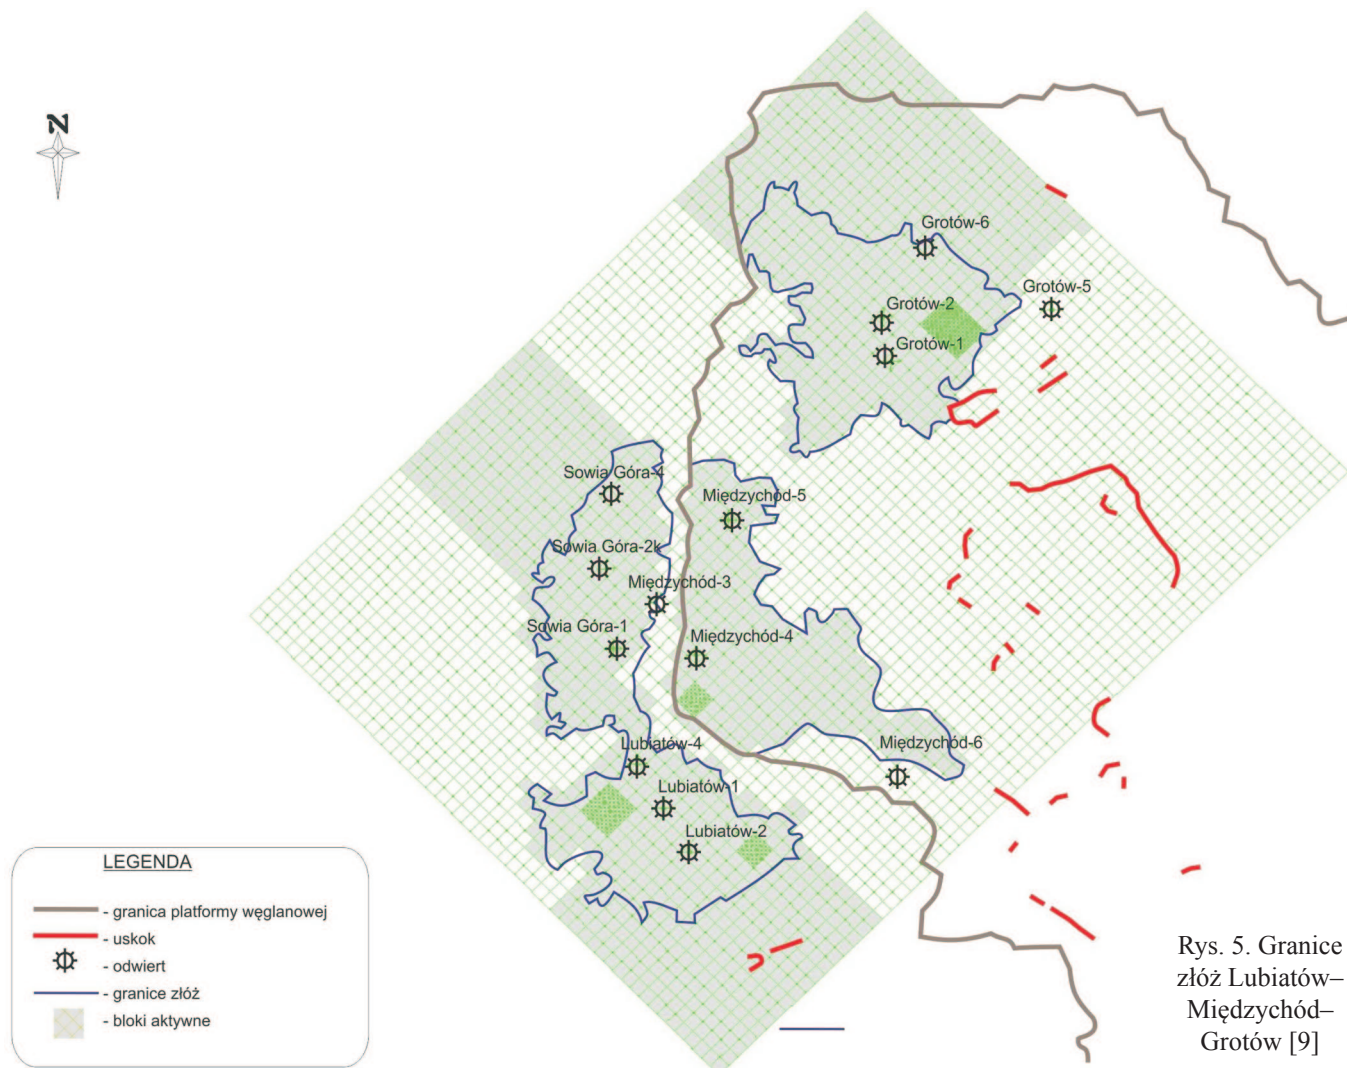 N
Grotów-6
Grotów-5
Grotów-2
Grotów-1
Sowia Góra-4
Międzychód-5
Sowia Góra-2k
Międzychód-3
Sowia Góra-1
Międzychód-4
Lubiatów-4
Międzychód-6
Lubiatów-1
Lubiatów-2
LEGENDA
- granica platformy węglanowej
- uskok
- odwiert
- granice złóż
- bloki aktywne
Rys. 5. Granice
złóż Lubiatów–
Międzychód–
Grotów [9]